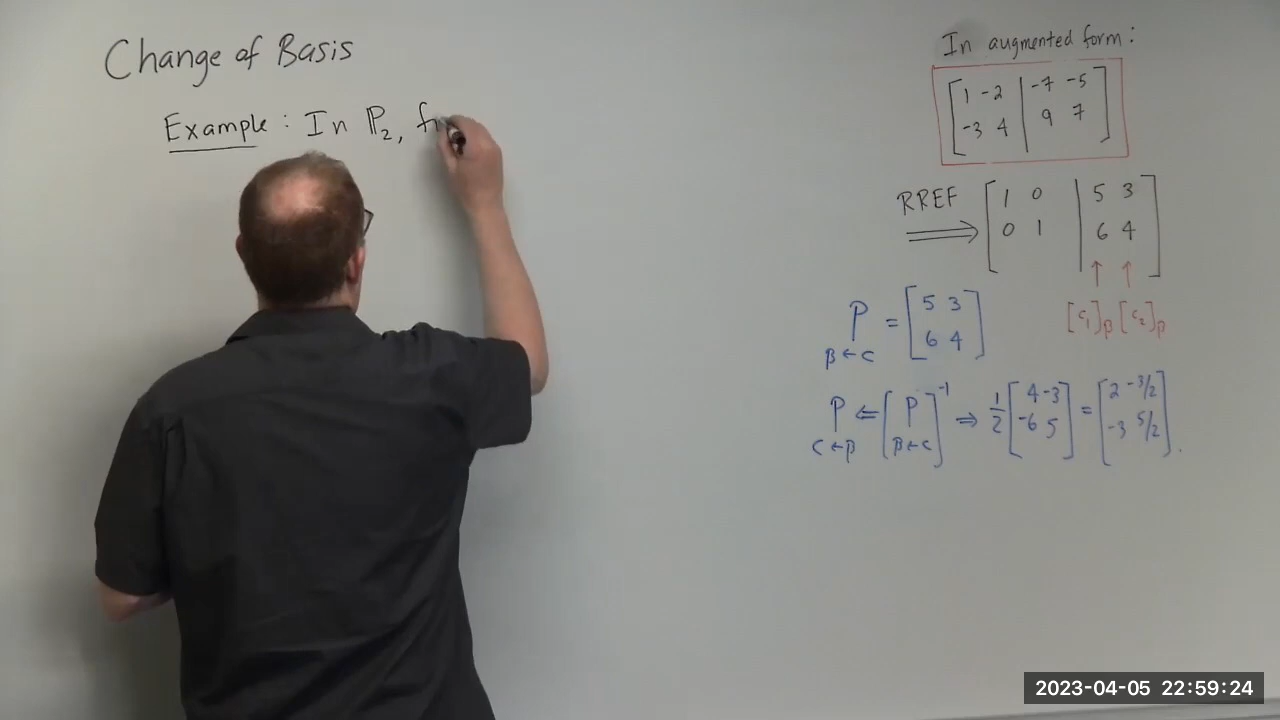 Change of Basis
Example: In P₂, f
In augmented form:
[1 -2 | -7 -5
-3 4 | 9 7]
RREF ⟹ [1 0 | 5 3
0 1 | 6 4]
↑ ↑
[c₁]_β [c₂]_β
P = [5 3
β←C 6 4]
P ⇐ [P]⁻¹ ⇒ 1/2 [4 -3 = [2 -3/2
C←β β←C -6 5] -3 5/2].
2023-04-05 22:59:24